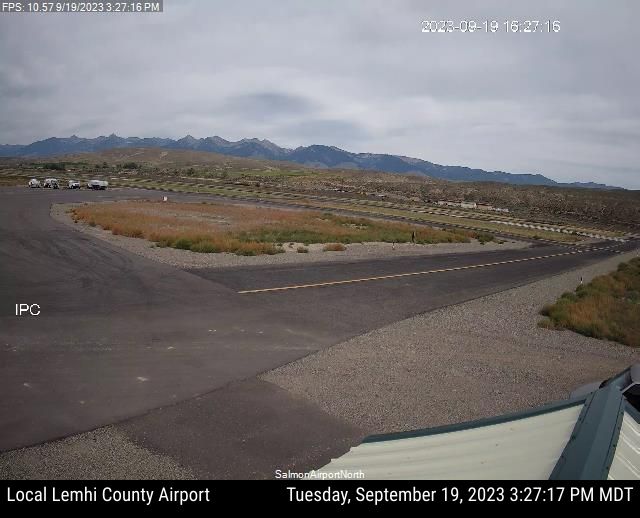 FPS: 10.57 9/19/2023 3:27:16 PM
2023-09-19 15:27:16
IPC
SalmonAirportNorth
Local Lemhi County Airport
Tuesday, September 19, 2023 3:27:17 PM MDT